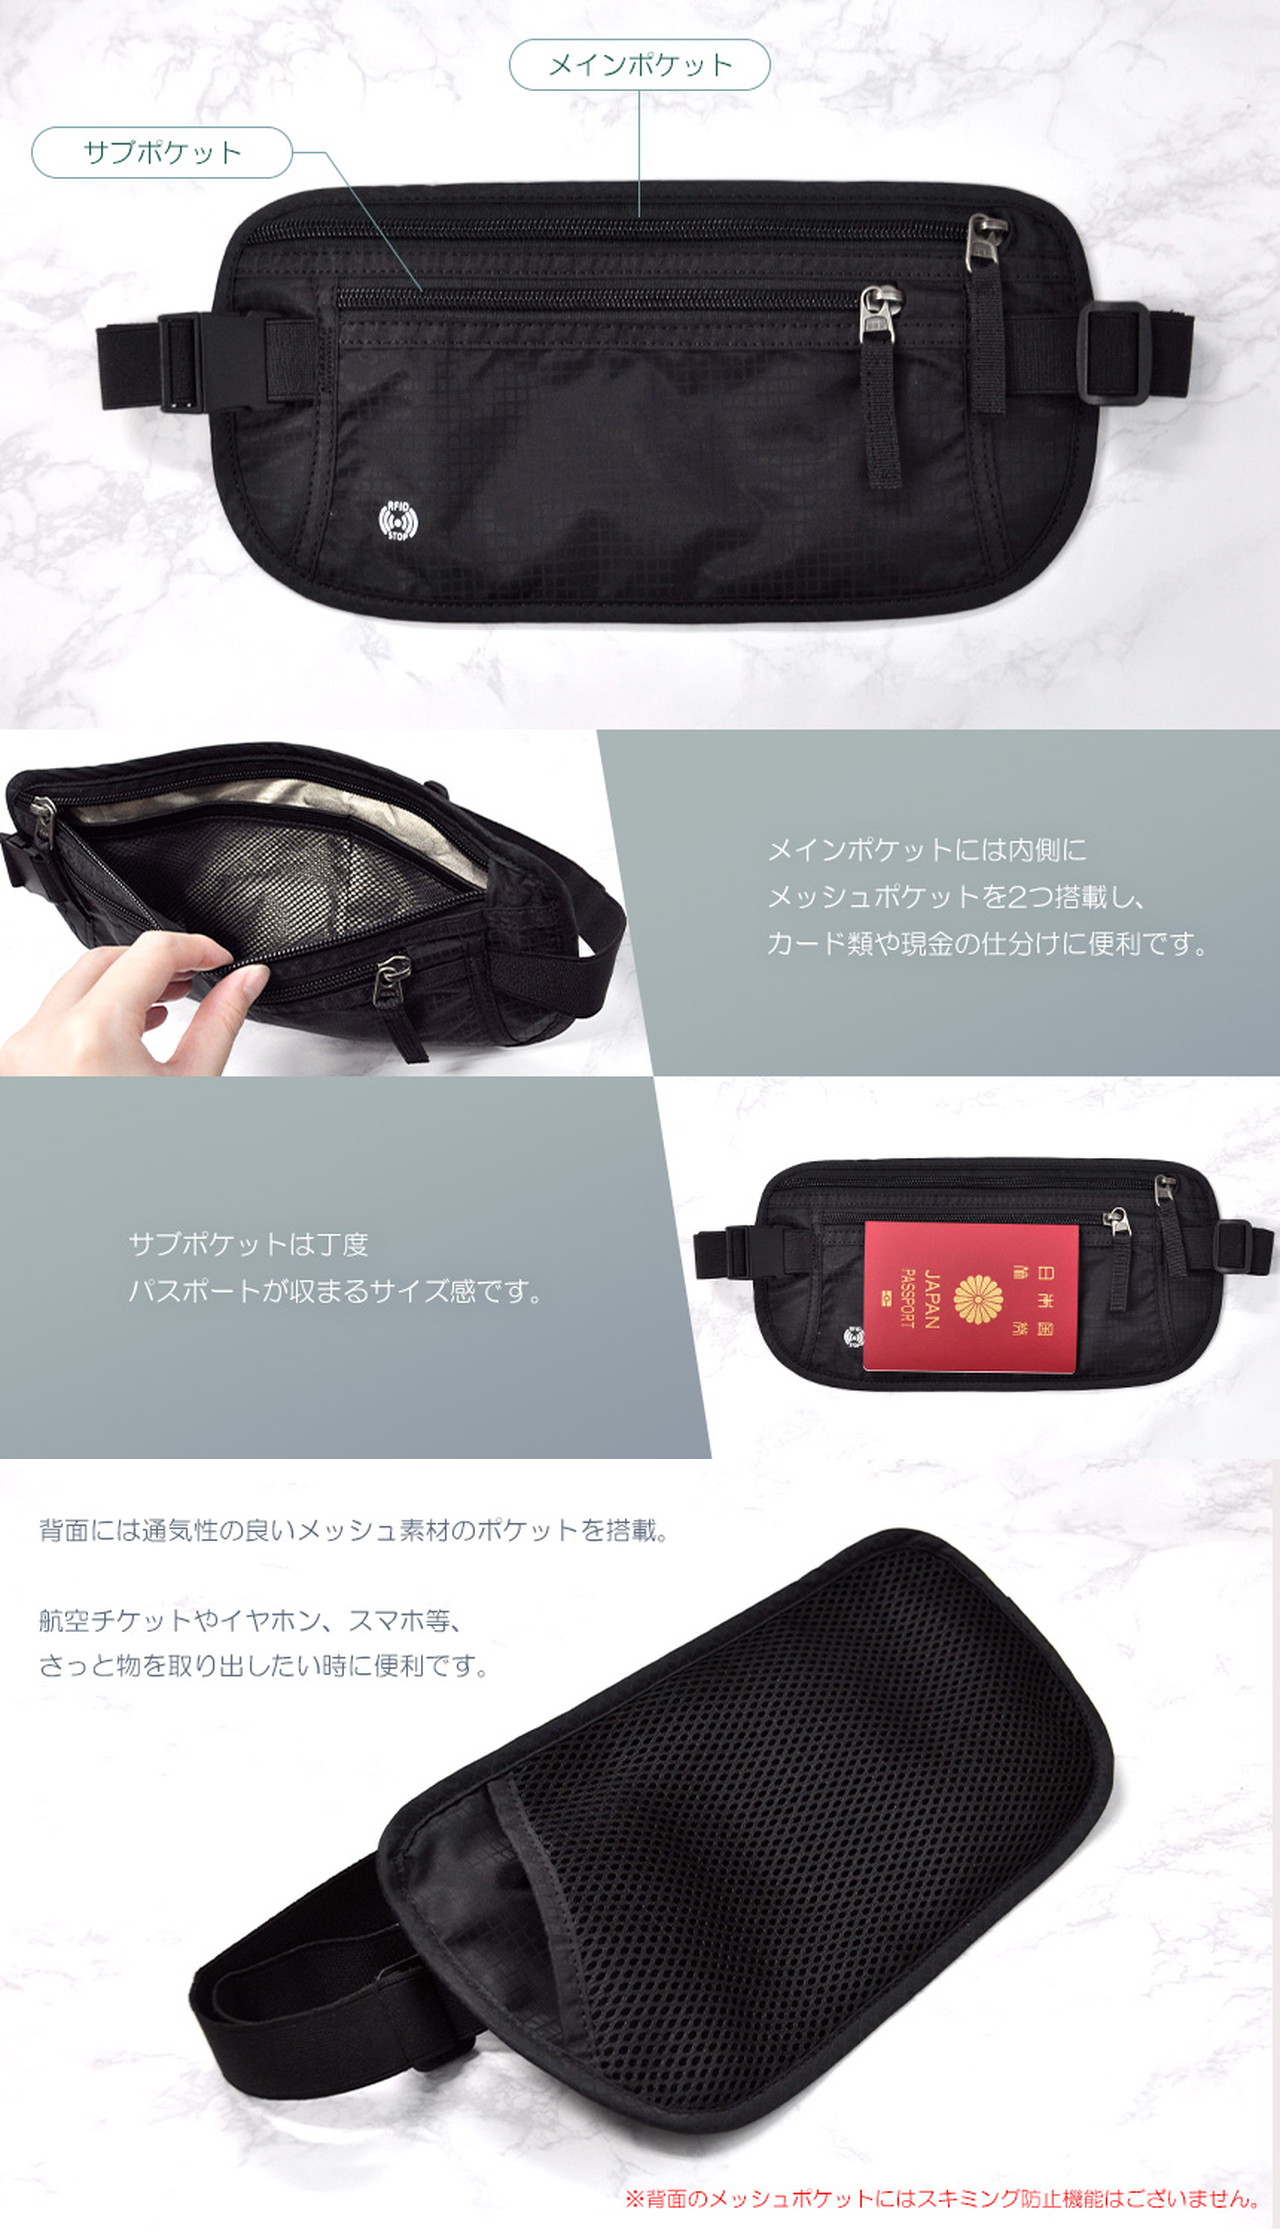 メインポケット
サブポケット
RFID
STOP
メインポケットには内側に
メッシュポケットを2つ搭載し、
カード類や現金の仕分けに便利です。
サブポケットは丁度
パスポートが収まるサイズ感です。
日本国
旅券
JAPAN
PASSPORT
STOP
背面には通気性の良いメッシュ素材のポケットを搭載。
航空チケットやイヤホン、スマホ等、
さっと物を取り出したい時に便利です。
※背面のメッシュポケットにはスキミング防止機能はございません。